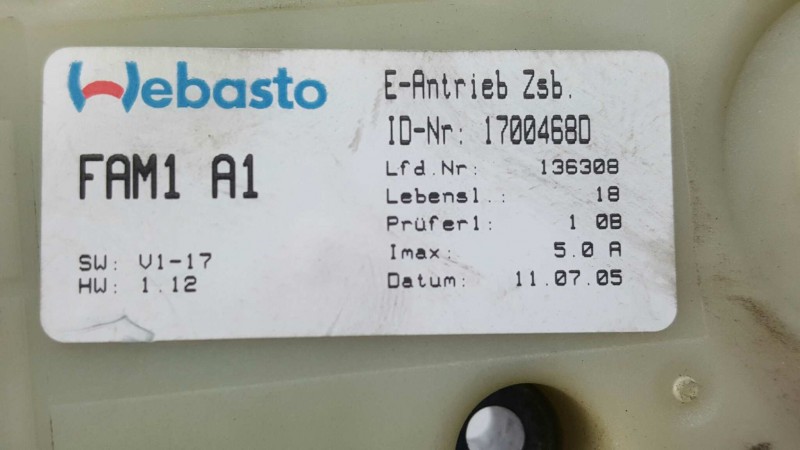 Webasto
FAM1 A1
SW: V1-17
HW: 1.12
E-Antrieb Zsb.
ID-Nr: 1700468D
Lfd.Nr: 136308
Lebensl.: 18
Prüfer1: 1 0B
Imax: 5.0 A
Datum: 11.07.05